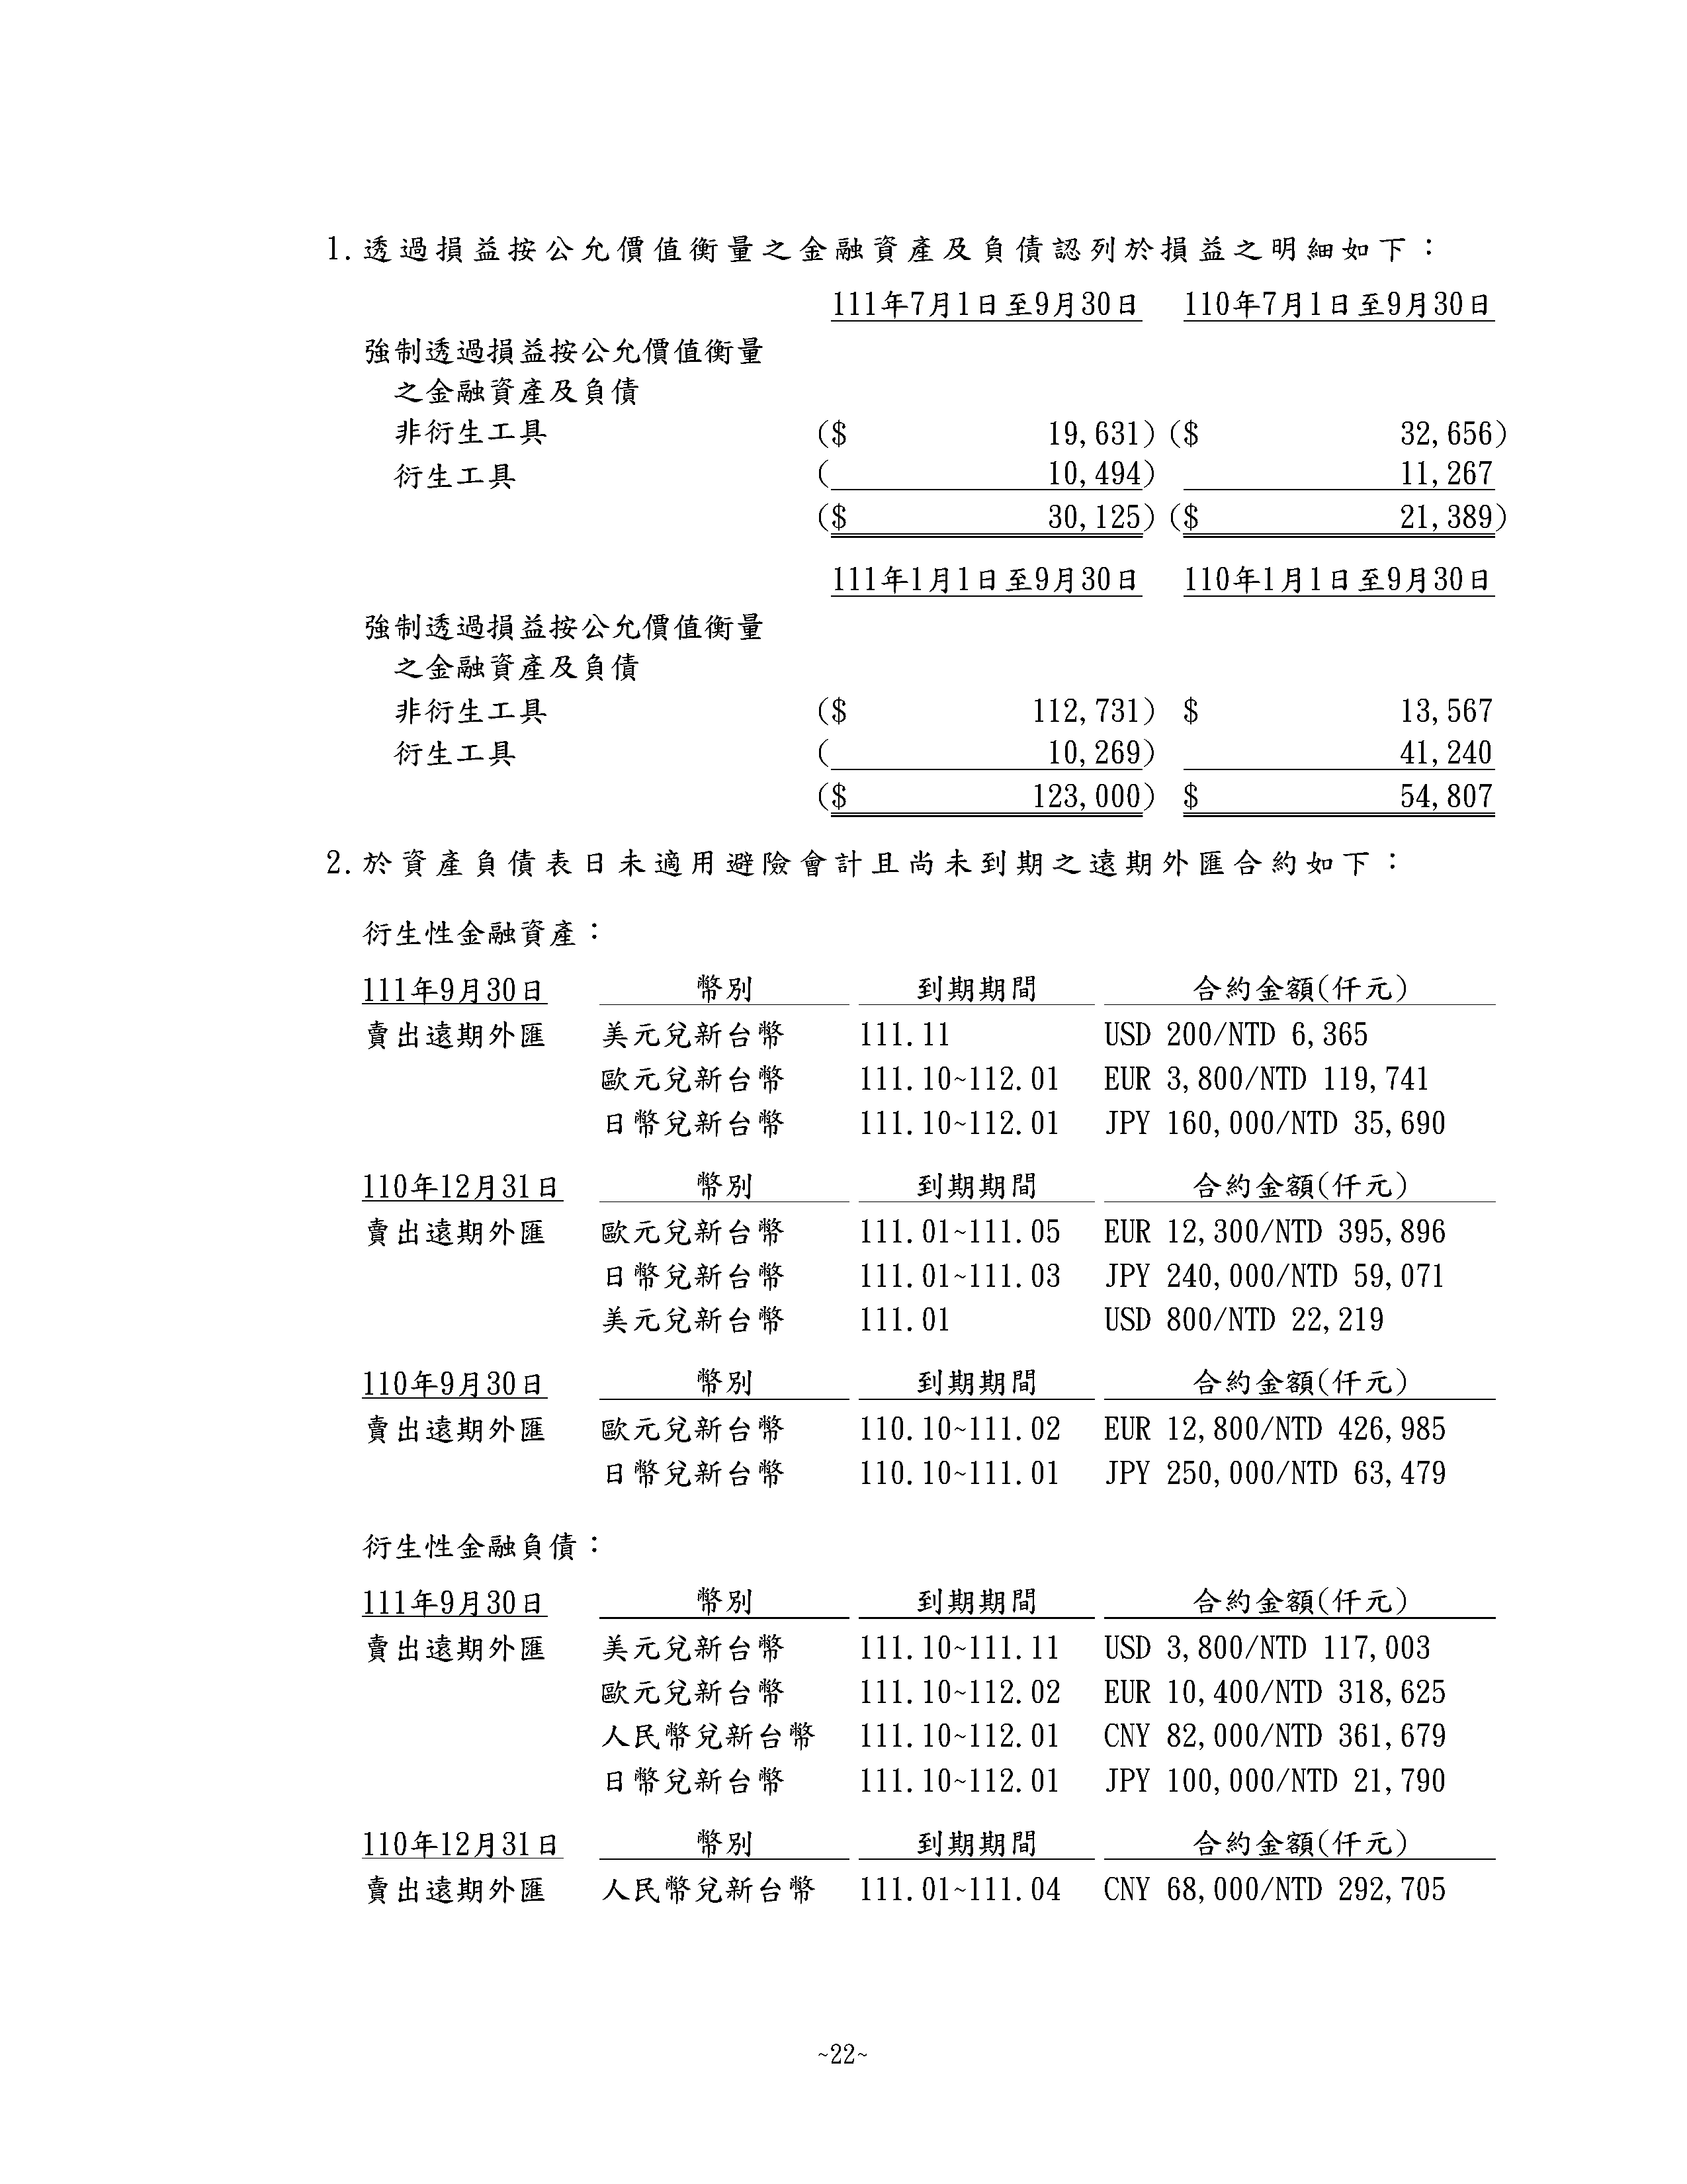 1.透過損益按公允價值衡量之金融資產及負債認列於損益之明細如下：
111年7月1日至9月30日 110年7月1日至9月30日
強制透過損益按公允價值衡量
之金融資產及負債
非衍生工具 ($ 19,631) ($ 32,656)
衍生工具 ( 10,494) 11,267
($ 30,125) ($ 21,389)
111年1月1日至9月30日 110年1月1日至9月30日
強制透過損益按公允價值衡量
之金融資產及負債
非衍生工具 ($ 112,731) $ 13,567
衍生工具 ( 10,269) 41,240
($ 123,000) $ 54,807
2.於資產負債表日未適用避險會計且尚未到期之遠期外匯合約如下：
衍生性金融資產：
111年9月30日 幣別 到期期間 合約金額(仟元)
賣出遠期外匯 美元兌新台幣 111.11 USD 200/NTD 6,365
歐元兌新台幣 111.10~112.01 EUR 3,800/NTD 119,741
日幣兌新台幣 111.10~112.01 JPY 160,000/NTD 35,690
110年12月31日 幣別 到期期間 合約金額(仟元)
賣出遠期外匯 歐元兌新台幣 111.01~111.05 EUR 12,300/NTD 395,896
日幣兌新台幣 111.01~111.03 JPY 240,000/NTD 59,071
美元兌新台幣 111.01 USD 800/NTD 22,219
110年9月30日 幣別 到期期間 合約金額(仟元)
賣出遠期外匯 歐元兌新台幣 110.10~111.02 EUR 12,800/NTD 426,985
日幣兌新台幣 110.10~111.01 JPY 250,000/NTD 63,479
衍生性金融負債：
111年9月30日 幣別 到期期間 合約金額(仟元)
賣出遠期外匯 美元兌新台幣 111.10~111.11 USD 3,800/NTD 117,003
歐元兌新台幣 111.10~112.02 EUR 10,400/NTD 318,625
人民幣兌新台幣 111.10~112.01 CNY 82,000/NTD 361,679
日幣兌新台幣 111.10~112.01 JPY 100,000/NTD 21,790
110年12月31日 幣別 到期期間 合約金額(仟元)
賣出遠期外匯 人民幣兌新台幣 111.01~111.04 CNY 68,000/NTD 292,705
~22~